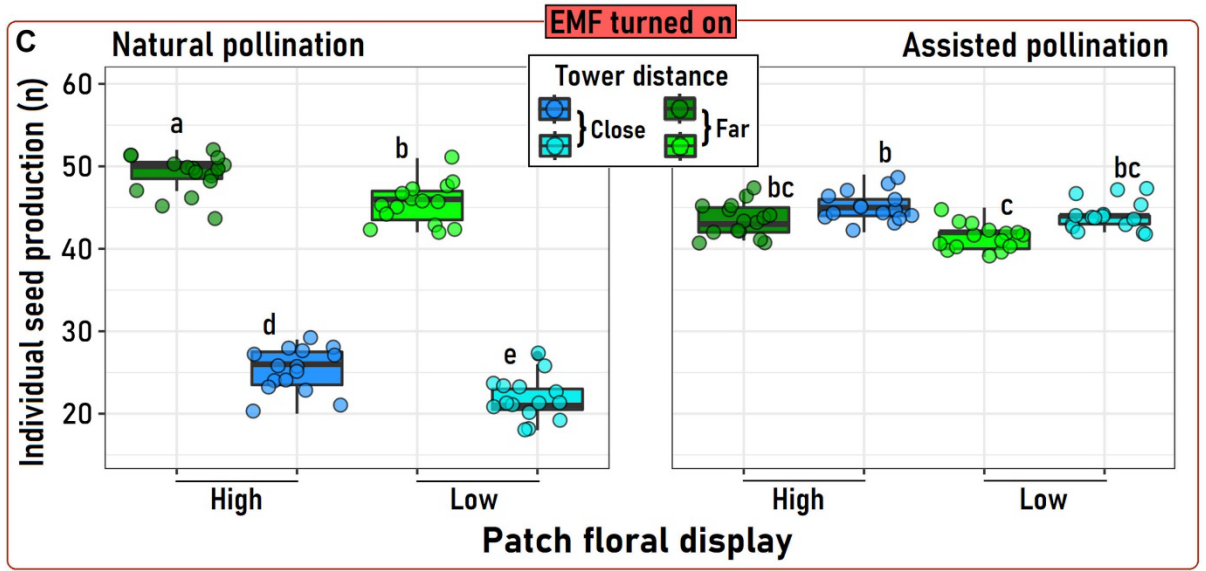 EMF turned on
C
Natural pollination
Assisted pollination
Tower distance
} Close
} Far
Individual seed production (n)
60
50
40
30
20
a
b
d
e
bc
b
c
bc
High
Low
High
Low
Patch floral display